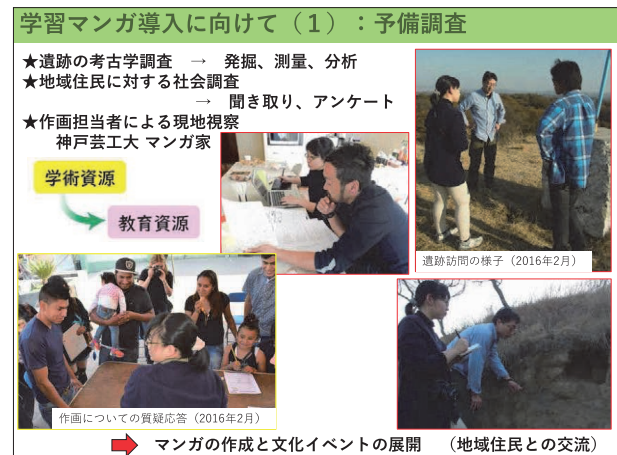 学習マンガ導入に向けて（１）：予備調査
★遺跡の考古学調査　→　発掘、測量、分析
★地域住民に対する社会調査
→　聞き取り、アンケート
★作画担当者による現地視察
神戸芸工大 マンガ家
学術資源
教育資源
遺跡訪問の様子（2016年2月）
作画についての質疑応答（2016年2月）
マンガの作成と文化イベントの展開　（地域住民との交流）